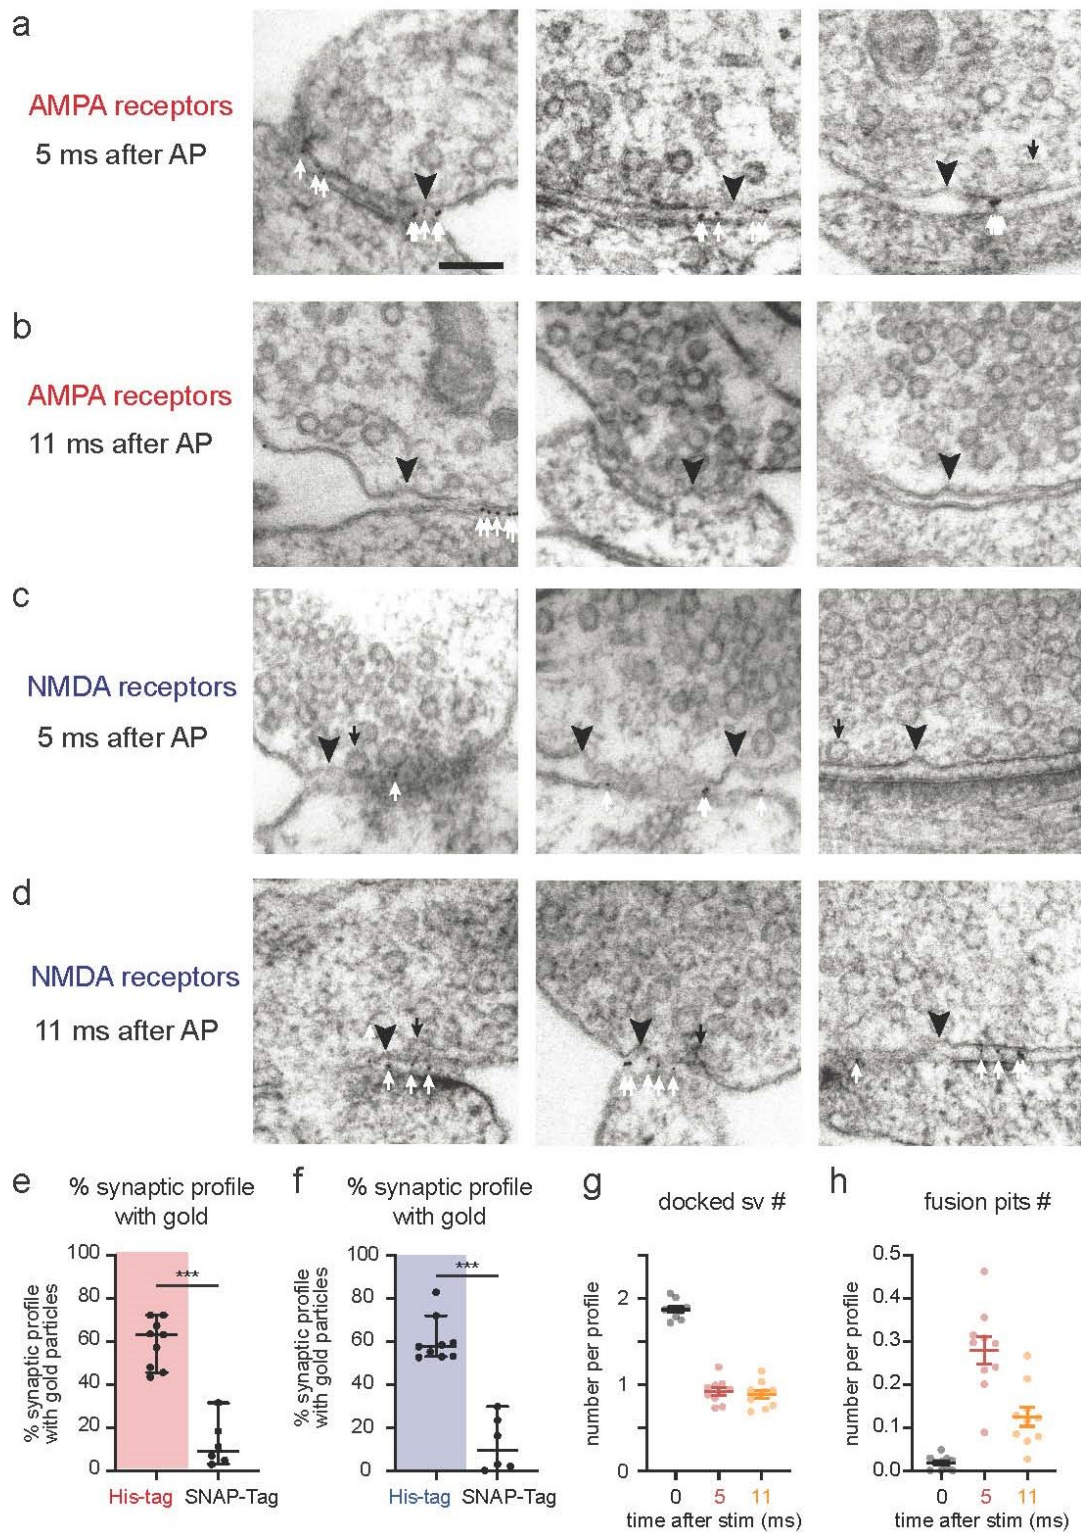 a
AMPA receptors
5 ms after AP
b
AMPA receptors
11 ms after AP
c
NMDA receptors
5 ms after AP
d
NMDA receptors
11 ms after AP
e
% synaptic profile
with gold
% synaptic profile
with gold particles
100
80
60
40
20
0
***
His-tag
SNAP-Tag
f
% synaptic profile
with gold
% synaptic profile
with gold particles
100
80
60
40
20
0
***
His-tag
SNAP-Tag
g
docked sv #
number per profile
2
1
0
0
5
11
time after stim (ms)
h
fusion pits #
number per profile
0.5
0.4
0.3
0.2
0.1
0.0
0
5
11
time after stim (ms)